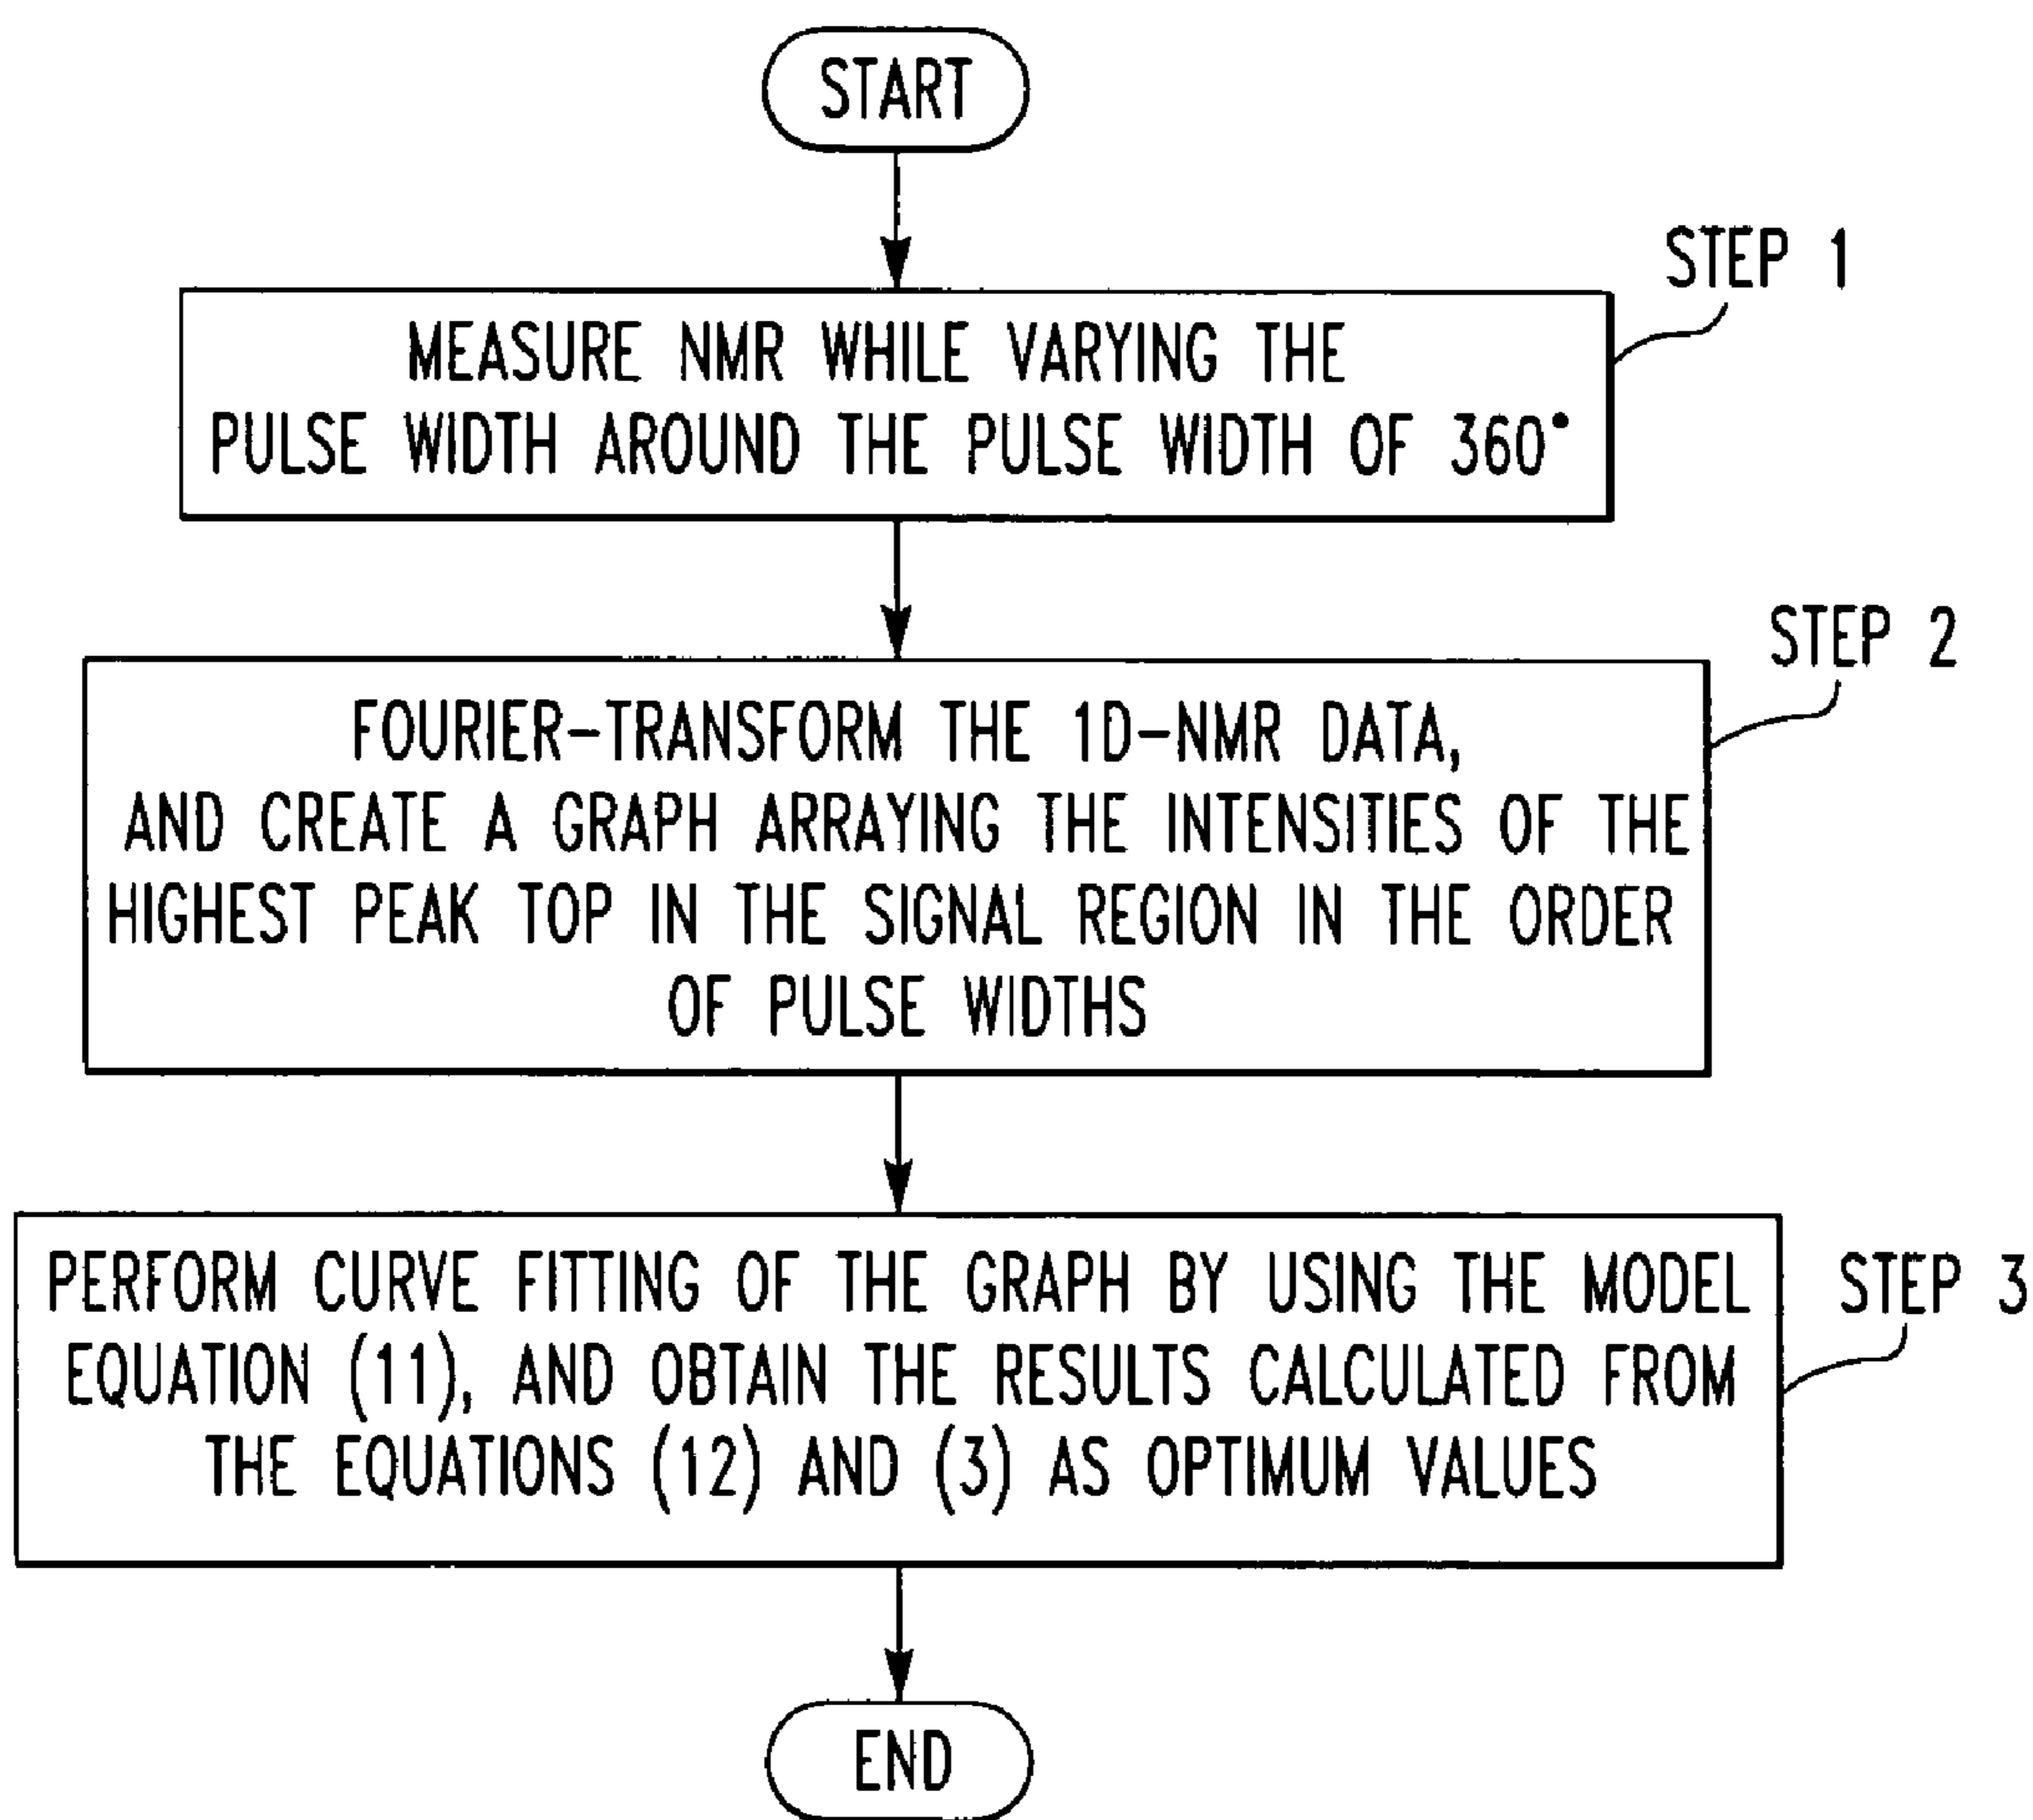 START
STEP 1
MEASURE NMR WHILE VARYING THE
PULSE WIDTH AROUND THE PULSE WIDTH OF 360°
STEP 2
FOURIER-TRANSFORM THE 1D-NMR DATA,
AND CREATE A GRAPH ARRAYING THE INTENSITIES OF THE
HIGHEST PEAK TOP IN THE SIGNAL REGION IN THE ORDER
OF PULSE WIDTHS
STEP 3
PERFORM CURVE FITTING OF THE GRAPH BY USING THE MODEL
EQUATION (11), AND OBTAIN THE RESULTS CALCULATED FROM
THE EQUATIONS (12) AND (3) AS OPTIMUM VALUES
END